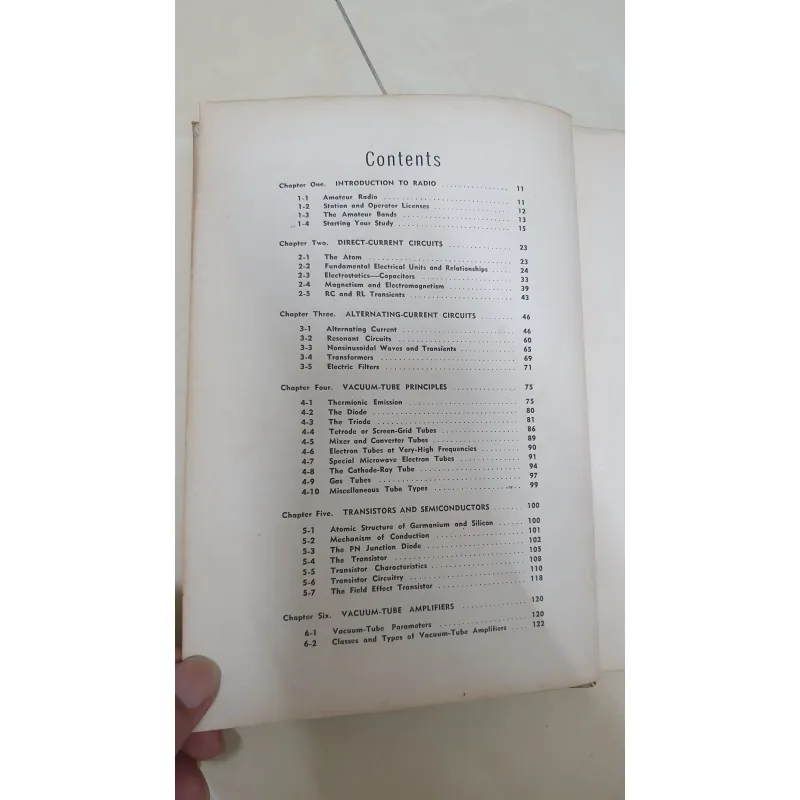 Contents
Chapter One. INTRODUCTION TO RADIO ................ 11
1-1 Amateur Radio ................ 11
1-2 Station and Operator Licenses ................ 12
1-3 The Amateur Bands ................ 13
1-4 Starting Your Study ................ 15
Chapter Two. DIRECT-CURRENT CIRCUITS ................ 23
2-1 The Atom ................ 23
2-2 Fundamental Electrical Units and Relationships ..... 24
2-3 Electrostatics—Capacitors ................ 33
2-4 Magnetism and Electromagnetism ................ 39
2-5 RC and RL Transients ................ 43
Chapter Three. ALTERNATING-CURRENT CIRCUITS ......... 46
3-1 Alternating Current ................ 46
3-2 Resonant Circuits ................ 60
3-3 Nonsinusoidal Waves and Transients ................ 65
3-4 Transformers ................ 69
3-5 Electric Filters ................ 71
Chapter Four. VACUUM-TUBE PRINCIPLES ................ 75
4-1 Thermionic Emission ................ 75
4-2 The Diode ................ 80
4-3 The Triode ................ 81
4-4 Tetrode or Screen-Grid Tubes ................ 86
4-5 Mixer and Converter Tubes ................ 89
4-6 Electron Tubes at Very-High Frequencies ......... 90
4-7 Special Microwave Electron Tubes ................ 91
4-8 The Cathode-Ray Tube ................ 94
4-9 Gas Tubes ................ 97
4-10 Miscellaneous Tube Types ................ 99
Chapter Five. TRANSISTORS AND SEMICONDUCTORS ....... 100
5-1 Atomic Structure of Germanium and Silicon ...... 100
5-2 Mechanism of Conduction ................ 101
5-3 The PN Junction Diode ................ 102
5-4 The Transistor ................ 105
5-5 Transistor Characteristics ................ 108
5-6 Transistor Circuitry ................ 110
5-7 The Field Effect Transistor ................ 118
Chapter Six. VACUUM-TUBE AMPLIFIERS ................ 120
6-1 Vacuum-Tube Parameters ................ 120
6-2 Classes and Types of Vacuum-Tube Amplifiers .... 122